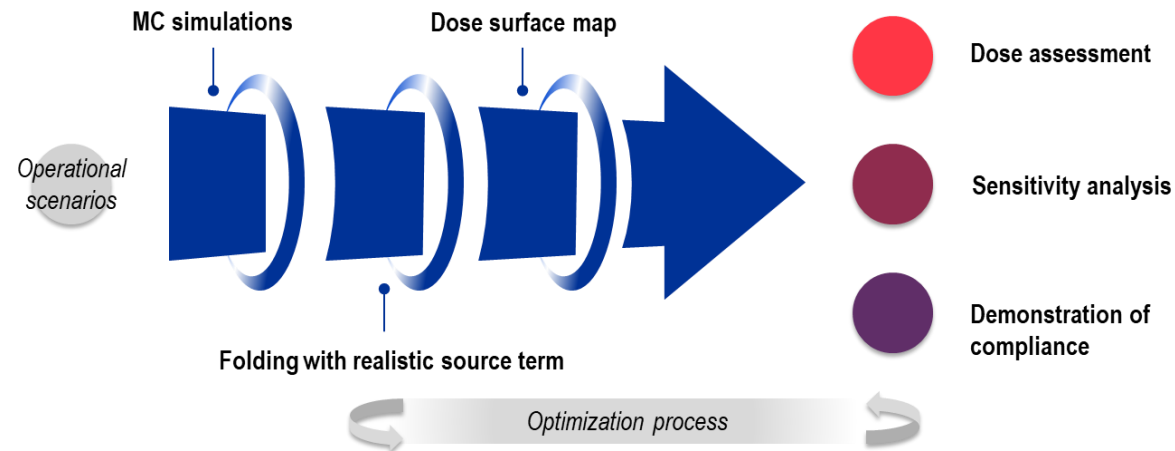 MC simulations
Dose surface map
Dose assessment
Operational
scenarios
Sensitivity analysis
Demonstration of
compliance
Folding with realistic source term
Optimization process